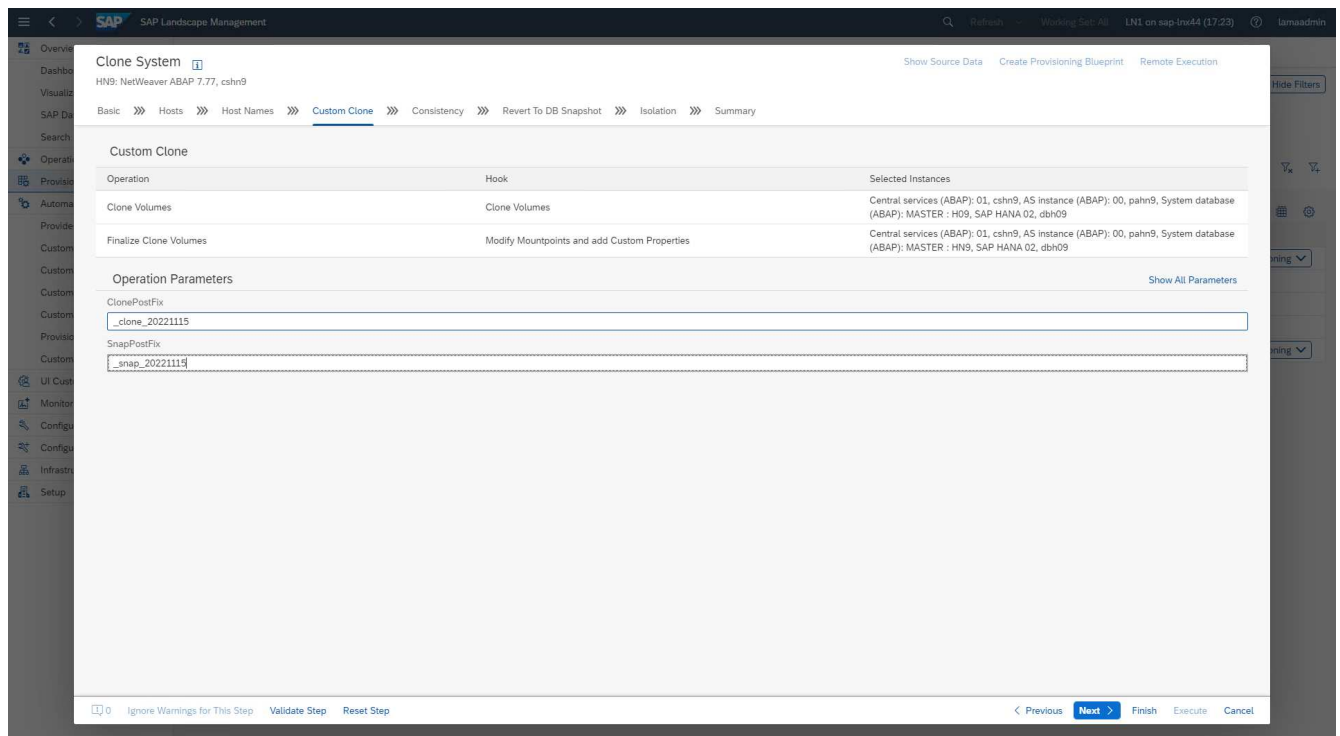 SAP SAP Landscape Management Refresh Working Set: All LN1 on sap-lnx44 (17:23) lamaadmin
Overvie
Dashbo
Visualiz
SAP Da
Search
Operati
Provisio
Automa
Provide
Custom
Custom
Custom
Custom
Provisio
Custom
UI Cust
Monitor
Configu
Configu
Infrastru
Setup
Hide Filters
oning
oning
Clone System
Show Source Data Create Provisioning Blueprint Remote Execution
HN9: NetWeaver ABAP 7.77, cshn9
Basic Hosts Host Names Custom Clone Consistency Revert To DB Snapshot Isolation Summary
Custom Clone
Operation Hook Selected Instances
Clone Volumes Clone Volumes Central services (ABAP): 01, cshn9, AS instance (ABAP): 00, pahn9, System database
(ABAP): MASTER : H09, SAP HANA 02, dbh09
Finalize Clone Volumes Modify Mountpoints and add Custom Properties Central services (ABAP): 01, cshn9, AS instance (ABAP): 00, pahn9, System database
(ABAP): MASTER : HN9, SAP HANA 02, dbh09
Operation Parameters Show All Parameters
ClonePostFix
_clone_20221115
SnapPostFix
_snap_20221115
0 Ignore Warnings for This Step Validate Step Reset Step < Previous Next > Finish Execute Cancel